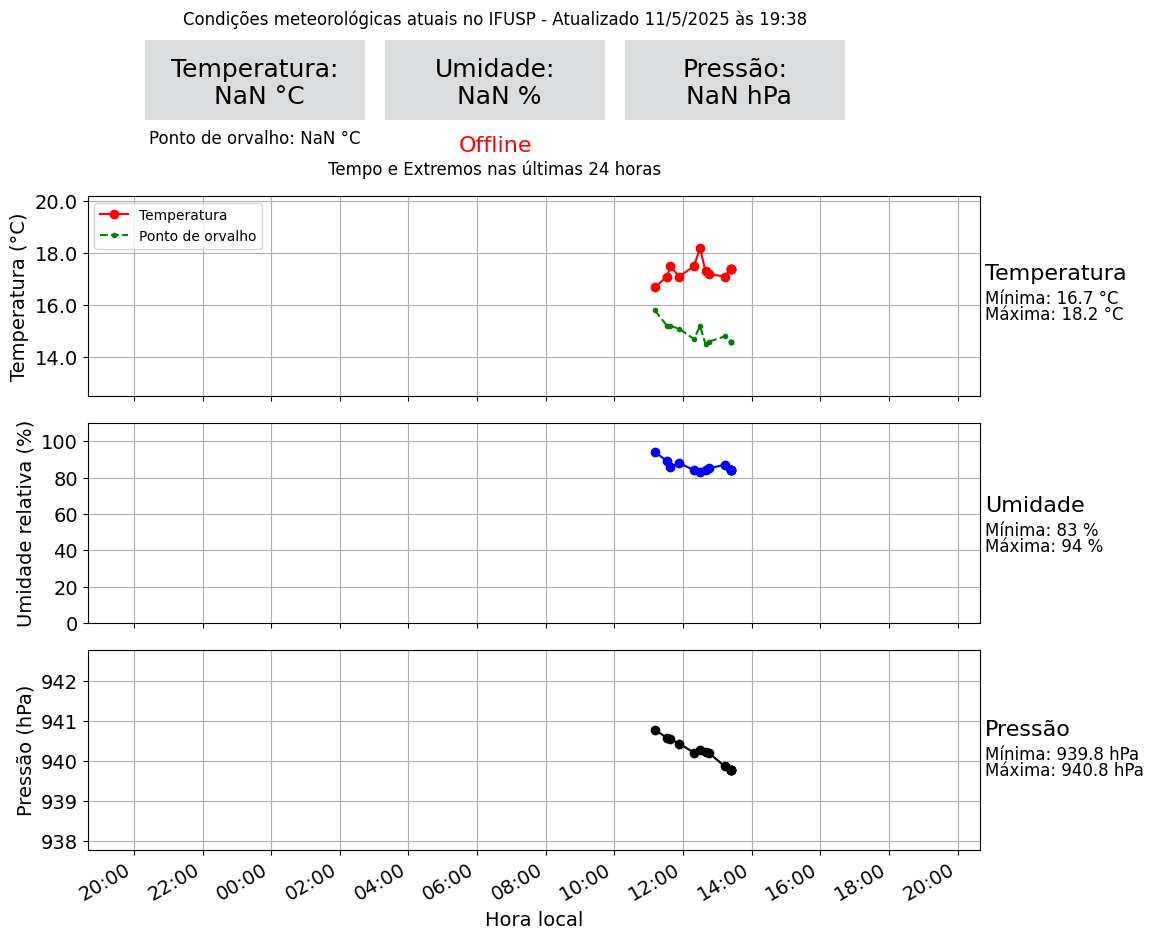 Condições meteorológicas atuais no IFUSP - Atualizado 11/5/2025 às 19:38
Temperatura:
NaN °C
Umidade:
NaN %
Pressão:
NaN hPa
Ponto de orvalho: NaN °C
Offline
Tempo e Extremos nas últimas 24 horas
Temperatura (°C)
20.0
18.0
16.0
14.0
Temperatura
Ponto de orvalho
Temperatura
Mínima: 16.7 °C
Máxima: 18.2 °C
Umidade relativa (%)
100
80
60
40
20
0
Umidade
Mínima: 83 %
Máxima: 94 %
Pressão (hPa)
942
941
940
939
938
Pressão
Mínima: 939.8 hPa
Máxima: 940.8 hPa
20:00
22:00
00:00
02:00
04:00
06:00
08:00
10:00
12:00
14:00
16:00
18:00
20:00
Hora local